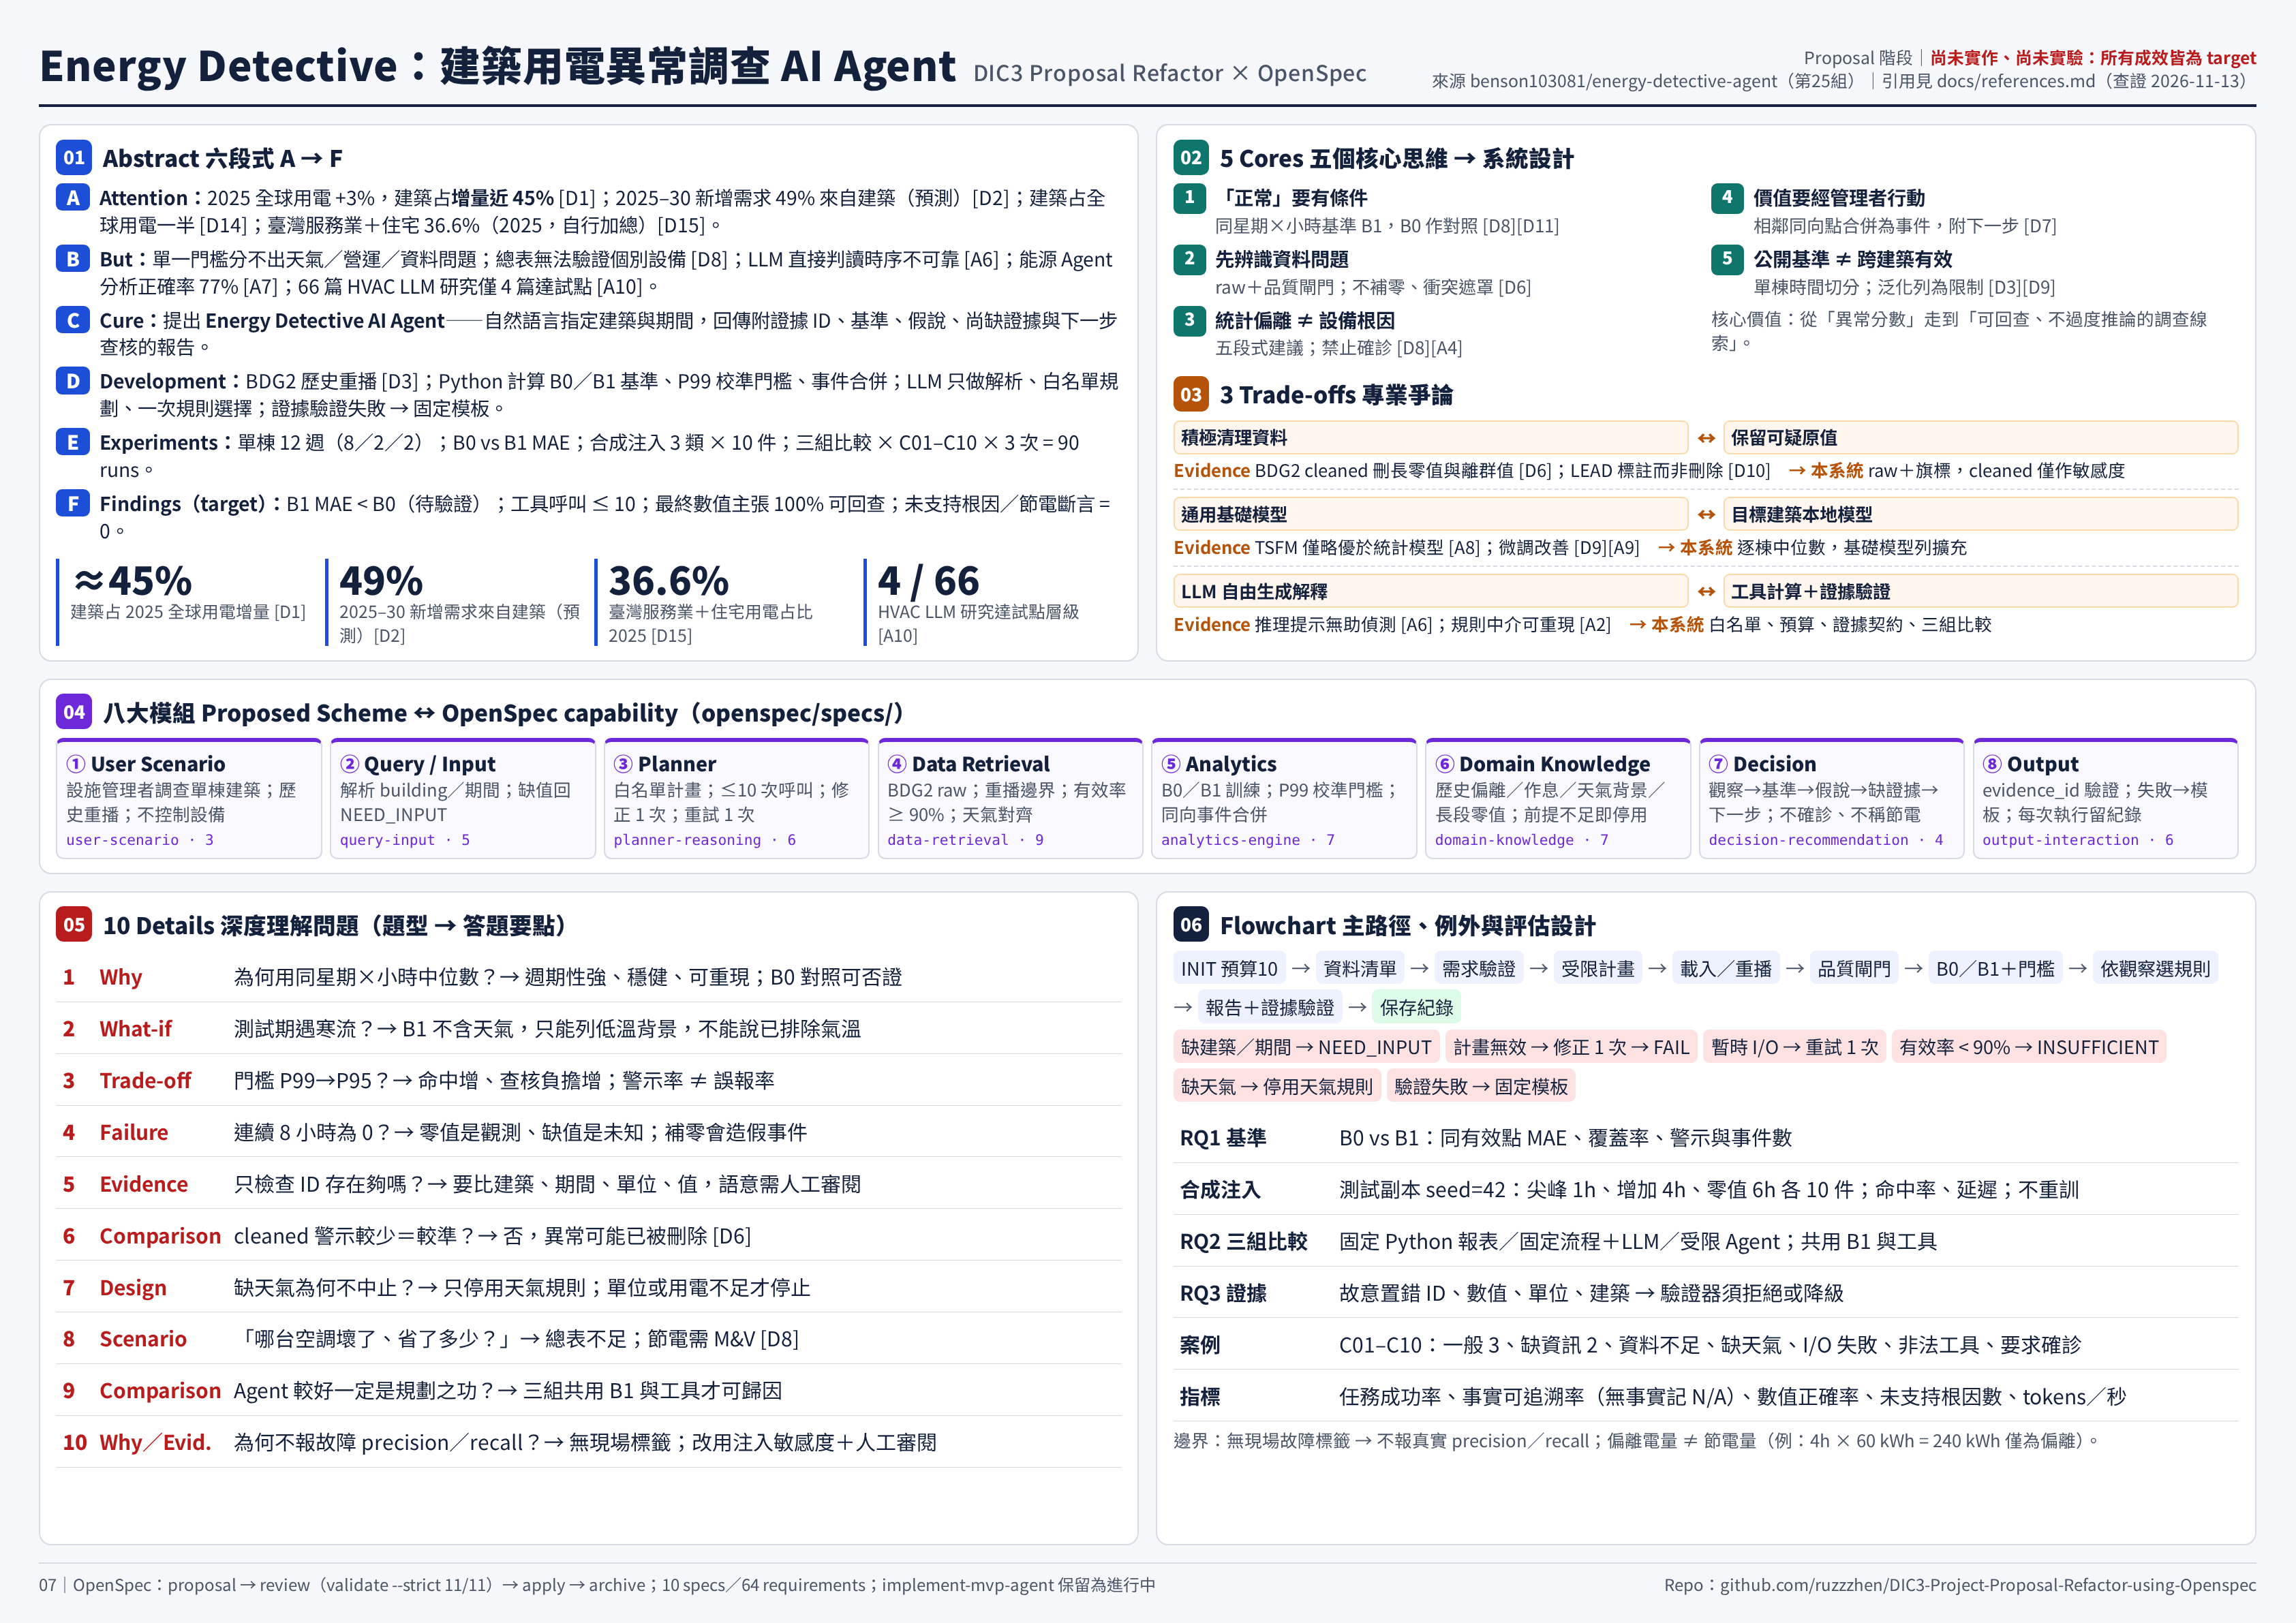 Energy Detective：建築用電異常調查 AI Agent DIC3 Proposal Refactor × OpenSpec
Proposal 階段｜尚未實作、尚未實驗：所有成效皆為 target
來源 benson103081/energy-detective-agent（第25組）｜引用見 docs/references.md（查證 2026-11-13）
01 Abstract 六段式 A → F
A Attention：2025 全球用電 +3%，建築占增量近 45% [D1]；2025–30 新增需求 49% 來自建築（預測）[D2]；建築占全
球用電一半 [D14]；臺灣服務業＋住宅 36.6%（2025，自行加總）[D15]。
B But：單一門檻分不出天氣／營運／資料問題；總表無法驗證個別設備 [D8]；LLM 直接判讀時序不可靠 [A6]；能源 Agent
分析正確率 77% [A7]；66 篇 HVAC LLM 研究僅 4 篇達試點 [A10]。
C Cure：提出 Energy Detective AI Agent——自然語言指定建築與期間，回傳附證據 ID、基準、假說、尚缺證據與下一步
查核的報告。
D Development：BDG2 歷史重播 [D3]；Python 計算 B0／B1 基準、P99 校準門檻、事件合併；LLM 只做解析、白名單規
劃、一次規則選擇；證據驗證失敗 → 固定模板。
E Experiments：單棟 12 週（8／2／2）；B0 vs B1 MAE；合成注入 3 類 × 10 件；三組比較 × C01–C10 × 3 次 = 90
runs。
F Findings（target）：B1 MAE < B0（待驗證）；工具呼叫 ≤ 10；最終數值主張 100% 可回查；未支持根因／節電斷言 =
0。
≈45%
建築占 2025 全球用電增量 [D1]
49%
2025–30 新增需求來自建築（預
測）[D2]
36.6%
臺灣服務業＋住宅用電占比
2025 [D15]
4 / 66
HVAC LLM 研究達試點層級
[A10]
02 5 Cores 五個核心思維 → 系統設計
1 「正常」要有條件
同星期×小時基準 B1，B0 作對照 [D8][D11]
2 先辨識資料問題
raw＋品質閘門；不補零、衝突遮罩 [D6]
3 統計偏離 ≠ 設備根因
五段式建議；禁止確診 [D8][A4]
4 價值要經管理者行動
相鄰同向點合併為事件，附下一步 [D7]
5 公開基準 ≠ 跨建築有效
單棟時間切分；泛化列為限制 [D3][D9]
核心價值：從「異常分數」走到「可回查、不過度推論的調查線
索」。
03 3 Trade-offs 專業爭論
積極清理資料 ↔ 保留可疑原值
Evidence BDG2 cleaned 刪長零值與離群值 [D6]；LEAD 標註而非刪除 [D10] → 本系統 raw＋旗標，cleaned 僅作敏感度
通用基礎模型 ↔ 目標建築本地模型
Evidence TSFM 僅略優於統計模型 [A8]；微調改善 [D9][A9] → 本系統 逐棟中位數，基礎模型列擴充
LLM 自由生成解釋 ↔ 工具計算＋證據驗證
Evidence 推理提示無助偵測 [A6]；規則中介可重現 [A2] → 本系統 白名單、預算、證據契約、三組比較
04 八大模組 Proposed Scheme ↔ OpenSpec capability（openspec/specs/）
① User Scenario
設施管理者調查單棟建築；歷
史重播；不控制設備
user-scenario · 3
② Query / Input
解析 building／期間；缺值回
NEED_INPUT
query-input · 5
③ Planner
白名單計畫；≤10 次呼叫；修
正 1 次；重試 1 次
planner-reasoning · 6
④ Data Retrieval
BDG2 raw；重播邊界；有效率
≥ 90%；天氣對齊
data-retrieval · 9
⑤ Analytics
B0／B1 訓練；P99 校準門檻；
同向事件合併
analytics-engine · 7
⑥ Domain Knowledge
歷史偏離／作息／天氣背景／
長段零值；前提不足即停用
domain-knowledge · 7
⑦ Decision
觀察→基準→假說→缺證據→
下一步；不確診、不稱節電
decision-recommendation · 4
⑧ Output
evidence_id 驗證；失敗→模
板；每次執行留紀錄
output-interaction · 6
05 10 Details 深度理解問題（題型 → 答題要點）
1 Why 為何用同星期×小時中位數？→ 週期性強、穩健、可重現；B0 對照可否證
2 What-if 測試期遇寒流？→ B1 不含天氣，只能列低溫背景，不能說已排除氣溫
3 Trade-off 門檻 P99→P95？→ 命中增、查核負擔增；警示率 ≠ 誤報率
4 Failure 連續 8 小時為 0？→ 零值是觀測、缺值是未知；補零會造假事件
5 Evidence 只檢查 ID 存在夠嗎？→ 要比建築、期間、單位、值，語意需人工審閱
6 Comparison cleaned 警示較少＝較準？→ 否，異常可能已被刪除 [D6]
7 Design 缺天氣為何不中止？→ 只停用天氣規則；單位或用電不足才停止
8 Scenario 「哪台空調壞了、省了多少？」→ 總表不足；節電需 M&V [D8]
9 Comparison Agent 較好一定是規劃之功？→ 三組共用 B1 與工具才可歸因
10 Why／Evid. 為何不報故障 precision／recall？→ 無現場標籤；改用注入敏感度＋人工審閱
06 Flowchart 主路徑、例外與評估設計
INIT 預算10 → 資料清單 → 需求驗證 → 受限計畫 → 載入／重播 → 品質閘門 → B0／B1＋門檻 → 依觀察選規則
→ 報告＋證據驗證 → 保存紀錄
缺建築／期間 → NEED_INPUT 計畫無效 → 修正 1 次 → FAIL 暫時 I/O → 重試 1 次 有效率 < 90% → INSUFFICIENT
缺天氣 → 停用天氣規則 驗證失敗 → 固定模板
RQ1 基準 B0 vs B1：同有效點 MAE、覆蓋率、警示與事件數
合成注入 測試副本 seed=42：尖峰 1h、增加 4h、零值 6h 各 10 件；命中率、延遲；不重訓
RQ2 三組比較 固定 Python 報表／固定流程＋LLM／受限 Agent；共用 B1 與工具
RQ3 證據 故意置錯 ID、數值、單位、建築 → 驗證器須拒絕或降級
案例 C01–C10：一般 3、缺資訊 2、資料不足、缺天氣、I/O 失敗、非法工具、要求確診
指標 任務成功率、事實可追溯率（無事實記 N/A）、數值正確率、未支持根因數、tokens／秒
邊界：無現場故障標籤 → 不報真實 precision／recall；偏離電量 ≠ 節電量（例：4h × 60 kWh = 240 kWh 僅為偏離）。
07｜OpenSpec：proposal → review（validate --strict 11/11）→ apply → archive；10 specs／64 requirements；implement-mvp-agent 保留為進行中
Repo：github.com/ruzzzhen/DIC3-Project-Proposal-Refactor-using-Openspec